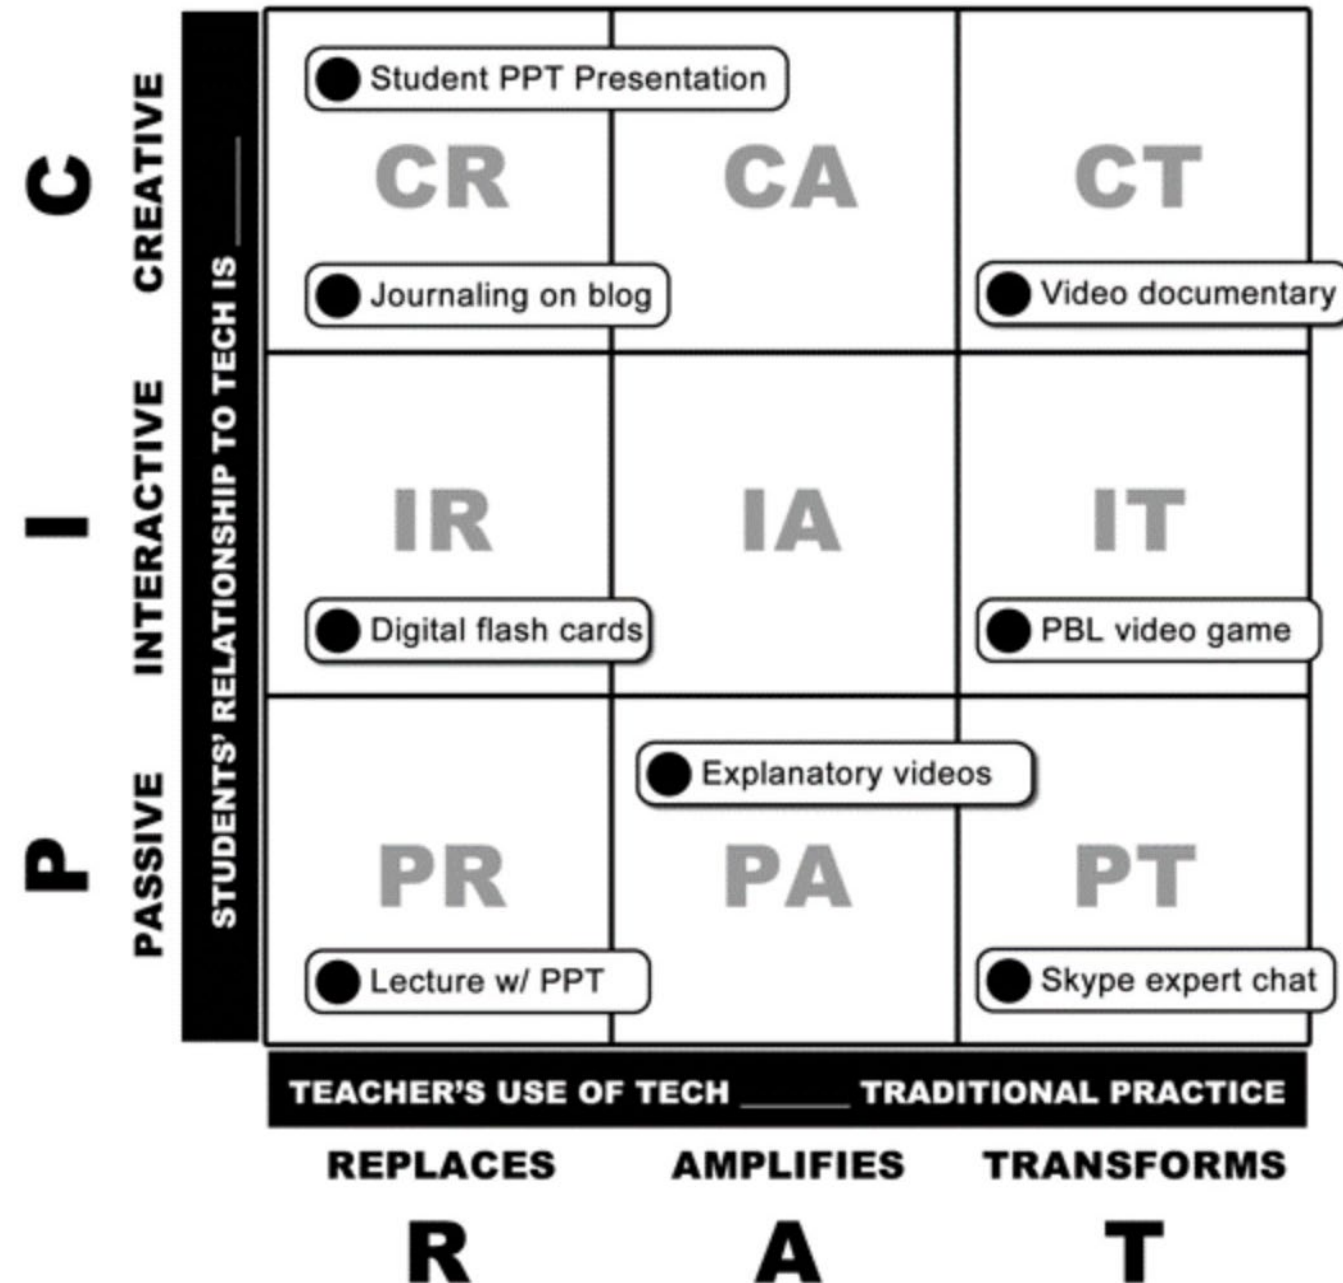 C
CREATIVE
I
INTERACTIVE
P
PASSIVE
STUDENTS’ RELATIONSHIP TO TECH IS ______
Student PPT Presentation
CR
CA
CT
Journaling on blog
Video documentary
IR
IA
IT
Digital flash cards
PBL video game
Explanatory videos
PR
PA
PT
Lecture w/ PPT
Skype expert chat
TEACHER’S USE OF TECH ______ TRADITIONAL PRACTICE
REPLACES
AMPLIFIES
TRANSFORMS
R
A
T